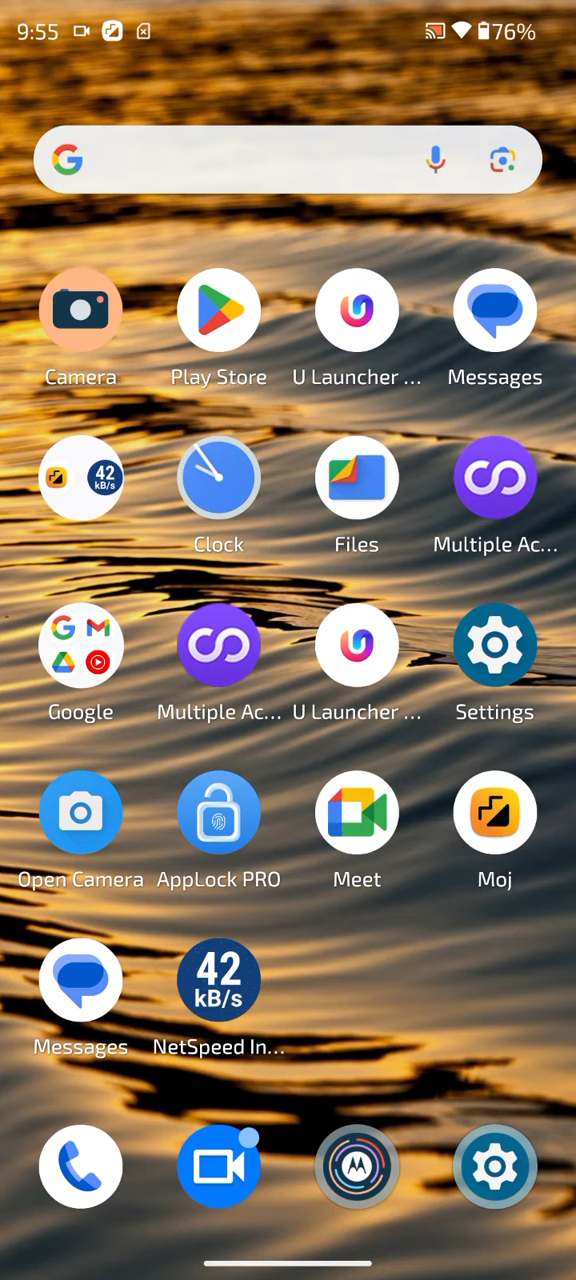 9:55 76%
Camera Play Store U Launcher ... Messages
42
kB/s
Clock Files Multiple Ac...
Google Multiple Ac... U Launcher ... Settings
Open Camera AppLock PRO Meet Moj
42
kB/s
Messages NetSpeed In...